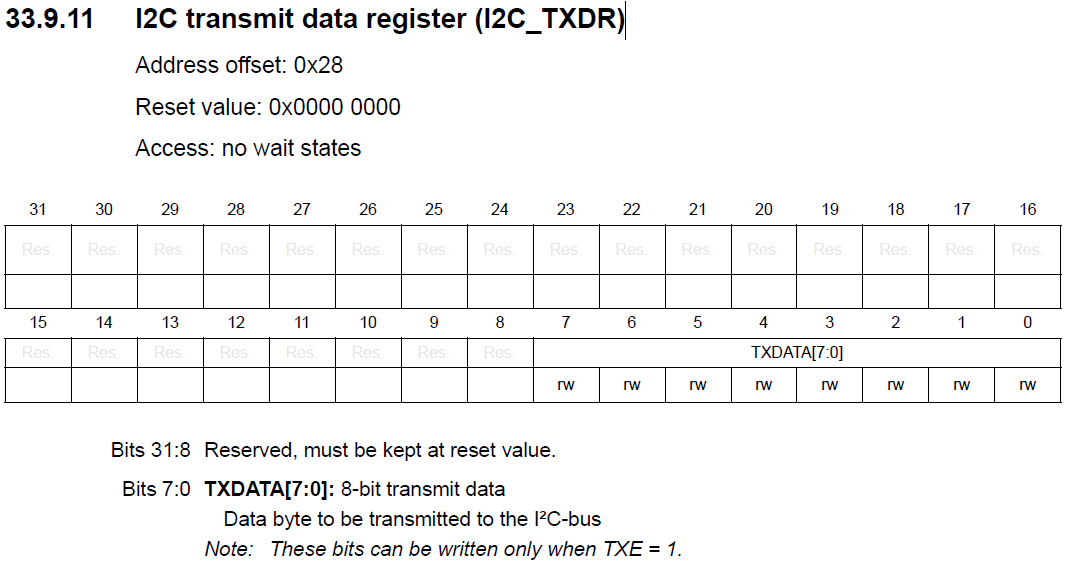 33.9.11 I2C transmit data register (I2C_TXDR)
Address offset: 0x28
Reset value: 0x0000 0000
Access: no wait states
31 30 29 28 27 26 25 24 23 22 21 20 19 18 17 16
Res. Res. Res. Res. Res. Res. Res. Res. Res. Res. Res. Res. Res. Res. Res. Res.
15 14 13 12 11 10 9 8 7 6 5 4 3 2 1 0
Res. Res. Res. Res. Res. Res. Res. Res. TXDATA[7:0]
rw rw rw rw rw rw rw rw
Bits 31:8 Reserved, must be kept at reset value.
Bits 7:0 TXDATA[7:0]: 8-bit transmit data
Data byte to be transmitted to the I²C-bus
Note: These bits can be written only when TXE = 1.